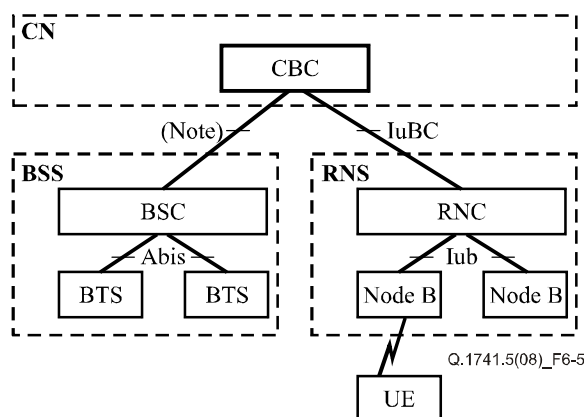 CN
CBC
(Note) IuBC
BSS RNS
BSC RNC
Abis Iub
BTS BTS Node B Node B
Q.1741.5(08)_F6-5
UE